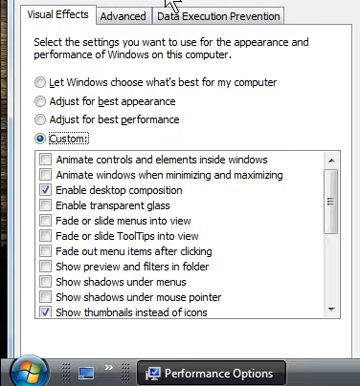 Visual Effects Advanced Data Execution Prevention
Select the settings you want to use for the appearance and
performance of Windows on this computer.
Let Windows choose what's best for my computer
Adjust for best appearance
Adjust for best performance
Custom:
Animate controls and elements inside windows
Animate windows when minimizing and maximizing
Enable desktop composition
Enable transparent glass
Fade or slide menus into view
Fade or slide ToolTips into view
Fade out menu items after clicking
Show preview and filters in folder
Show shadows under menus
Show shadows under mouse pointer
Show thumbnails instead of icons
Performance Options